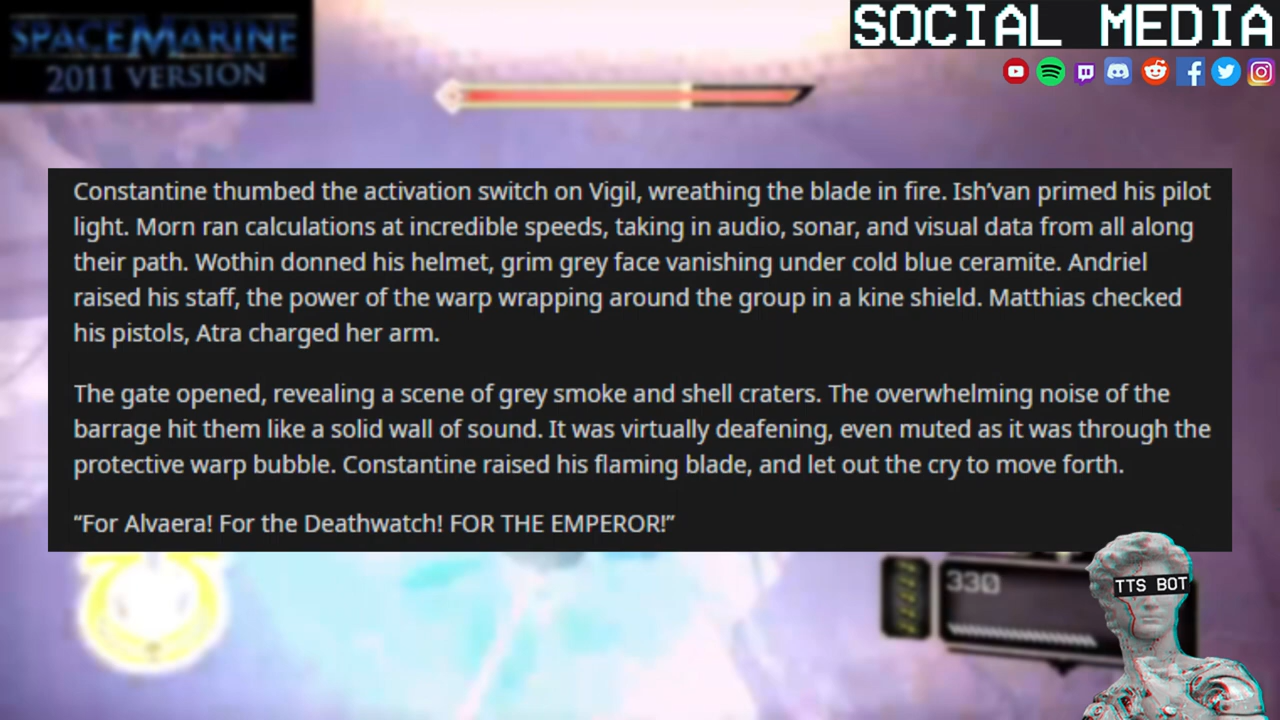 SPACE MARINE
2011 VERSION
SOCIAL MEDIA
Constantine thumbed the activation switch on Vigil, wreathing the blade in fire. Ish’van primed his pilot
light. Morn ran calculations at incredible speeds, taking in audio, sonar, and visual data from all along
their path. Wothin donned his helmet, grim grey face vanishing under cold blue ceramite. Andriel
raised his staff, the power of the warp wrapping around the group in a kine shield. Matthias checked
his pistols, Atra charged her arm.
The gate opened, revealing a scene of grey smoke and shell craters. The overwhelming noise of the
barrage hit them like a solid wall of sound. It was virtually deafening, even muted as it was through the
protective warp bubble. Constantine raised his flaming blade, and let out the cry to move forth.
“For Alvaera! For the Deathwatch! FOR THE EMPEROR!”
330
TTS BOT